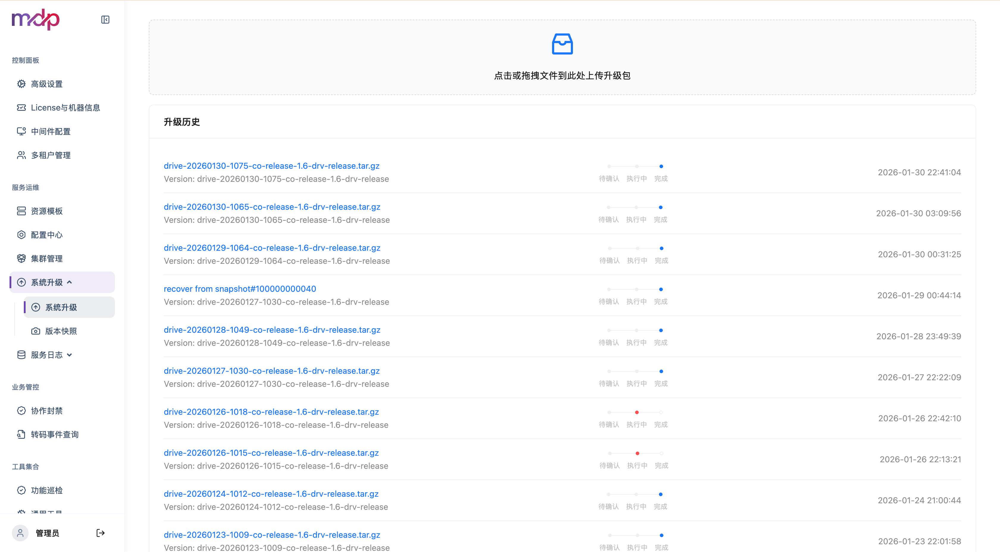 mdp
控制面板
高级设置
License与机器信息
中间件配置
多租户管理
服务运维
资源模板
配置中心
集群管理
系统升级
系统升级
版本快照
服务日志
业务管控
协作封禁
转码事件查询
工具集合
功能巡检
通用工具
管理员
点击或拖拽文件到此处上传升级包
升级历史
drive-20260130-1075-co-release-1.6-drv-release.tar.gz
Version: drive-20260130-1075-co-release-1.6-drv-release
待确认 执行中 完成
2026-01-30 22:41:04
drive-20260130-1065-co-release-1.6-drv-release.tar.gz
Version: drive-20260130-1065-co-release-1.6-drv-release
待确认 执行中 完成
2026-01-30 03:09:56
drive-20260129-1064-co-release-1.6-drv-release.tar.gz
Version: drive-20260129-1064-co-release-1.6-drv-release
待确认 执行中 完成
2026-01-30 00:31:25
recover from snapshot#100000000040
Version: drive-20260127-1030-co-release-1.6-drv-release
待确认 执行中 完成
2026-01-29 00:44:14
drive-20260128-1049-co-release-1.6-drv-release.tar.gz
Version: drive-20260128-1049-co-release-1.6-drv-release
待确认 执行中 完成
2026-01-28 23:49:39
drive-20260127-1030-co-release-1.6-drv-release.tar.gz
Version: drive-20260127-1030-co-release-1.6-drv-release
待确认 执行中 完成
2026-01-27 22:22:09
drive-20260126-1018-co-release-1.6-drv-release.tar.gz
Version: drive-20260126-1018-co-release-1.6-drv-release
待确认 执行中 完成
2026-01-26 22:42:10
drive-20260126-1015-co-release-1.6-drv-release.tar.gz
Version: drive-20260126-1015-co-release-1.6-drv-release
待确认 执行中 完成
2026-01-26 22:13:21
drive-20260124-1012-co-release-1.6-drv-release.tar.gz
Version: drive-20260124-1012-co-release-1.6-drv-release
待确认 执行中 完成
2026-01-24 21:00:44
drive-20260123-1009-co-release-1.6-drv-release.tar.gz
Version: drive-20260123-1009-co-release-1.6-drv-release
待确认 执行中 完成
2026-01-23 22:01:58